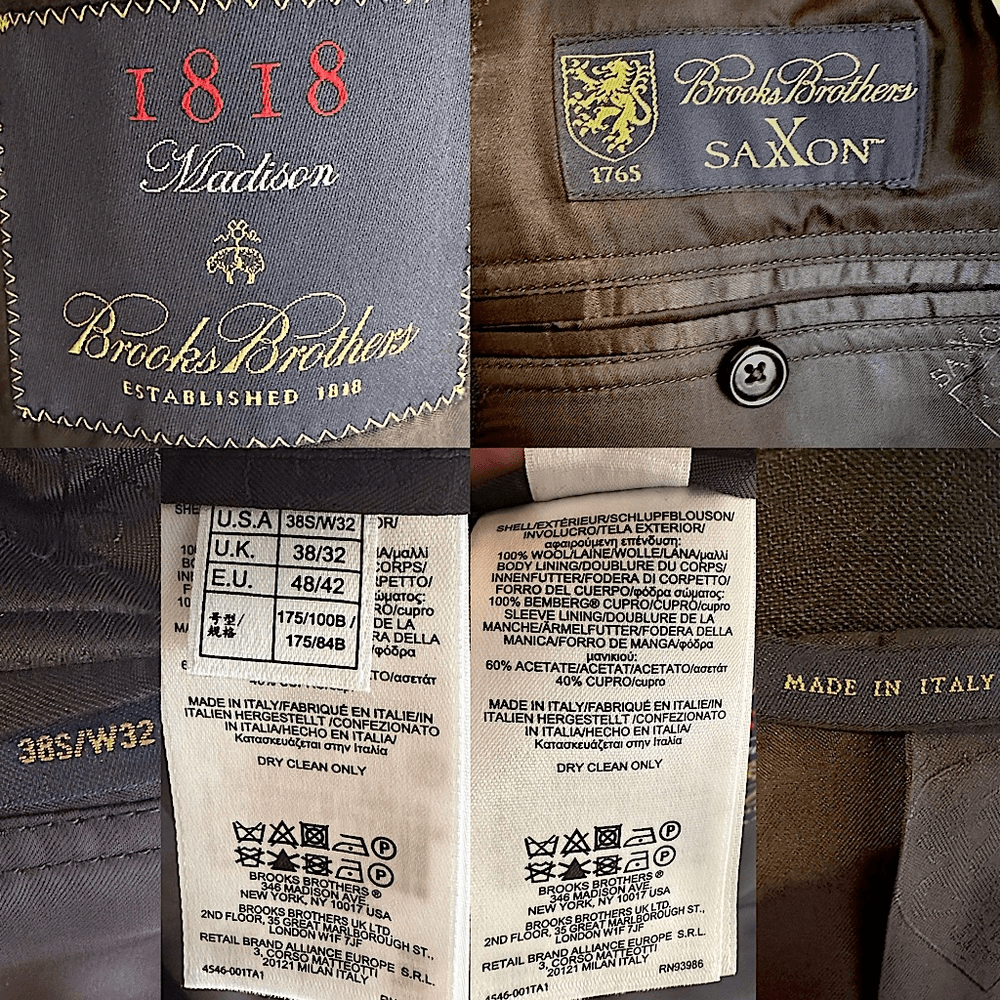 1818
Madison
Brooks Brothers
ESTABLISHED 1818
1765
Brooks Brothers
SAXXON™
38S/W32
U.S.A 38S/W32
U.K. 38/32
E.U. 48/42
号型/
规格
175/100B /
175/84B
MADE IN ITALY/FABRIQUÉ EN ITALIE/IN
ITALIEN HERGESTELLT /CONFEZIONATO
IN ITALIA/HECHO EN ITALIA/
Κατασκευάζεται στην Ιταλία
DRY CLEAN ONLY
P
P
BROOKS BROTHERS ®
346 MADISON AVE.
NEW YORK, NY 10017 USA
BROOKS BROTHERS UK LTD.
2ND FLOOR, 35 GREAT MARLBOROUGH ST.,
LONDON W1F 7JF
RETAIL BRAND ALLIANCE EUROPE S.R.L.
3, CORSO MATTEOTTI
20121 MILAN ITALY
4546-001TA1
SHELL/EXTÉRIEUR/SCHLUPFBLOUSON/
INVOLUCRO/TELA EXTERIOR/
αφαιρούμενη επένδυση:
100% WOOL/LAINE/WOLLE/LANA/μαλλί
BODY LINING/DOUBLURE DU CORPS/
INNENFUTTER/FODERA DI CORPETTO/
FORRO DEL CUERPO/φόδρα σώματος:
100% BEMBERG® CUPRO/CUPRO/cupro
SLEEVE LINING/DOUBLURE DE LA
MANCHE/ÄRMELFUTTER/FODERA DELLA
MANICA/FORRO DE MANGA/φόδρα
μανικιού:
60% ACETATE/ACETAT/ACETATO/ασετάτ
40% CUPRO/cupro
MADE IN ITALY/FABRIQUÉ EN ITALIE/IN
ITALIEN HERGESTELLT /CONFEZIONATO
IN ITALIA/HECHO EN ITALIA/
Κατασκευάζεται στην Ιταλία
DRY CLEAN ONLY
P
P
BROOKS BROTHERS ®
346 MADISON AVE.
NEW YORK, NY 10017 USA
BROOKS BROTHERS UK LTD.
2ND FLOOR, 35 GREAT MARLBOROUGH ST.,
LONDON W1F 7JF
RETAIL BRAND ALLIANCE EUROPE S.R.L.
3, CORSO MATTEOTTI
20121 MILAN ITALY
RN93986
4546-001TA1
MADE IN ITALY